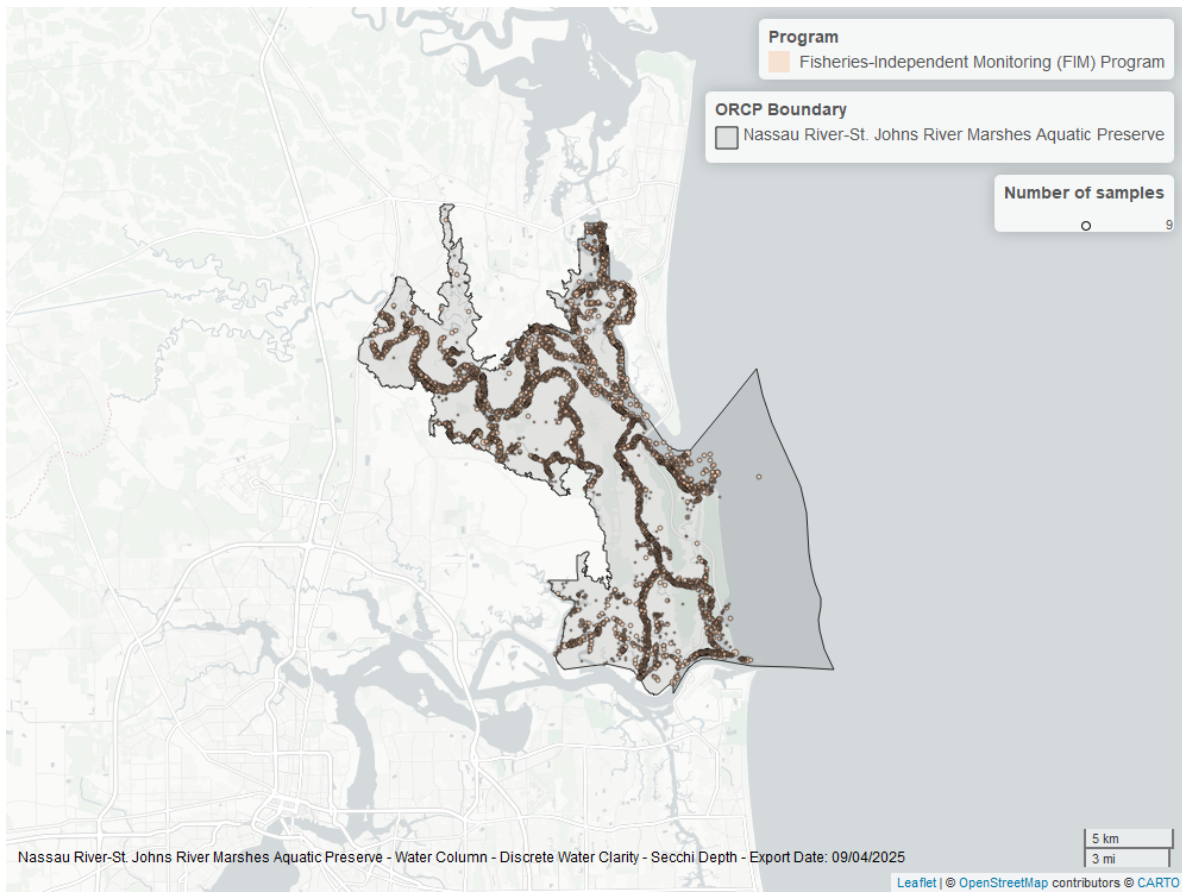 Program
Fisheries-Independent Monitoring (FIM) Program
ORCP Boundary
Nassau River-St. Johns River Marshes Aquatic Preserve
Number of samples
9
Nassau River-St. Johns River Marshes Aquatic Preserve - Water Column - Discrete Water Clarity - Secchi Depth - Export Date: 09/04/2025
5 km
3 mi
Leaflet | © OpenStreetMap contributors © CARTO